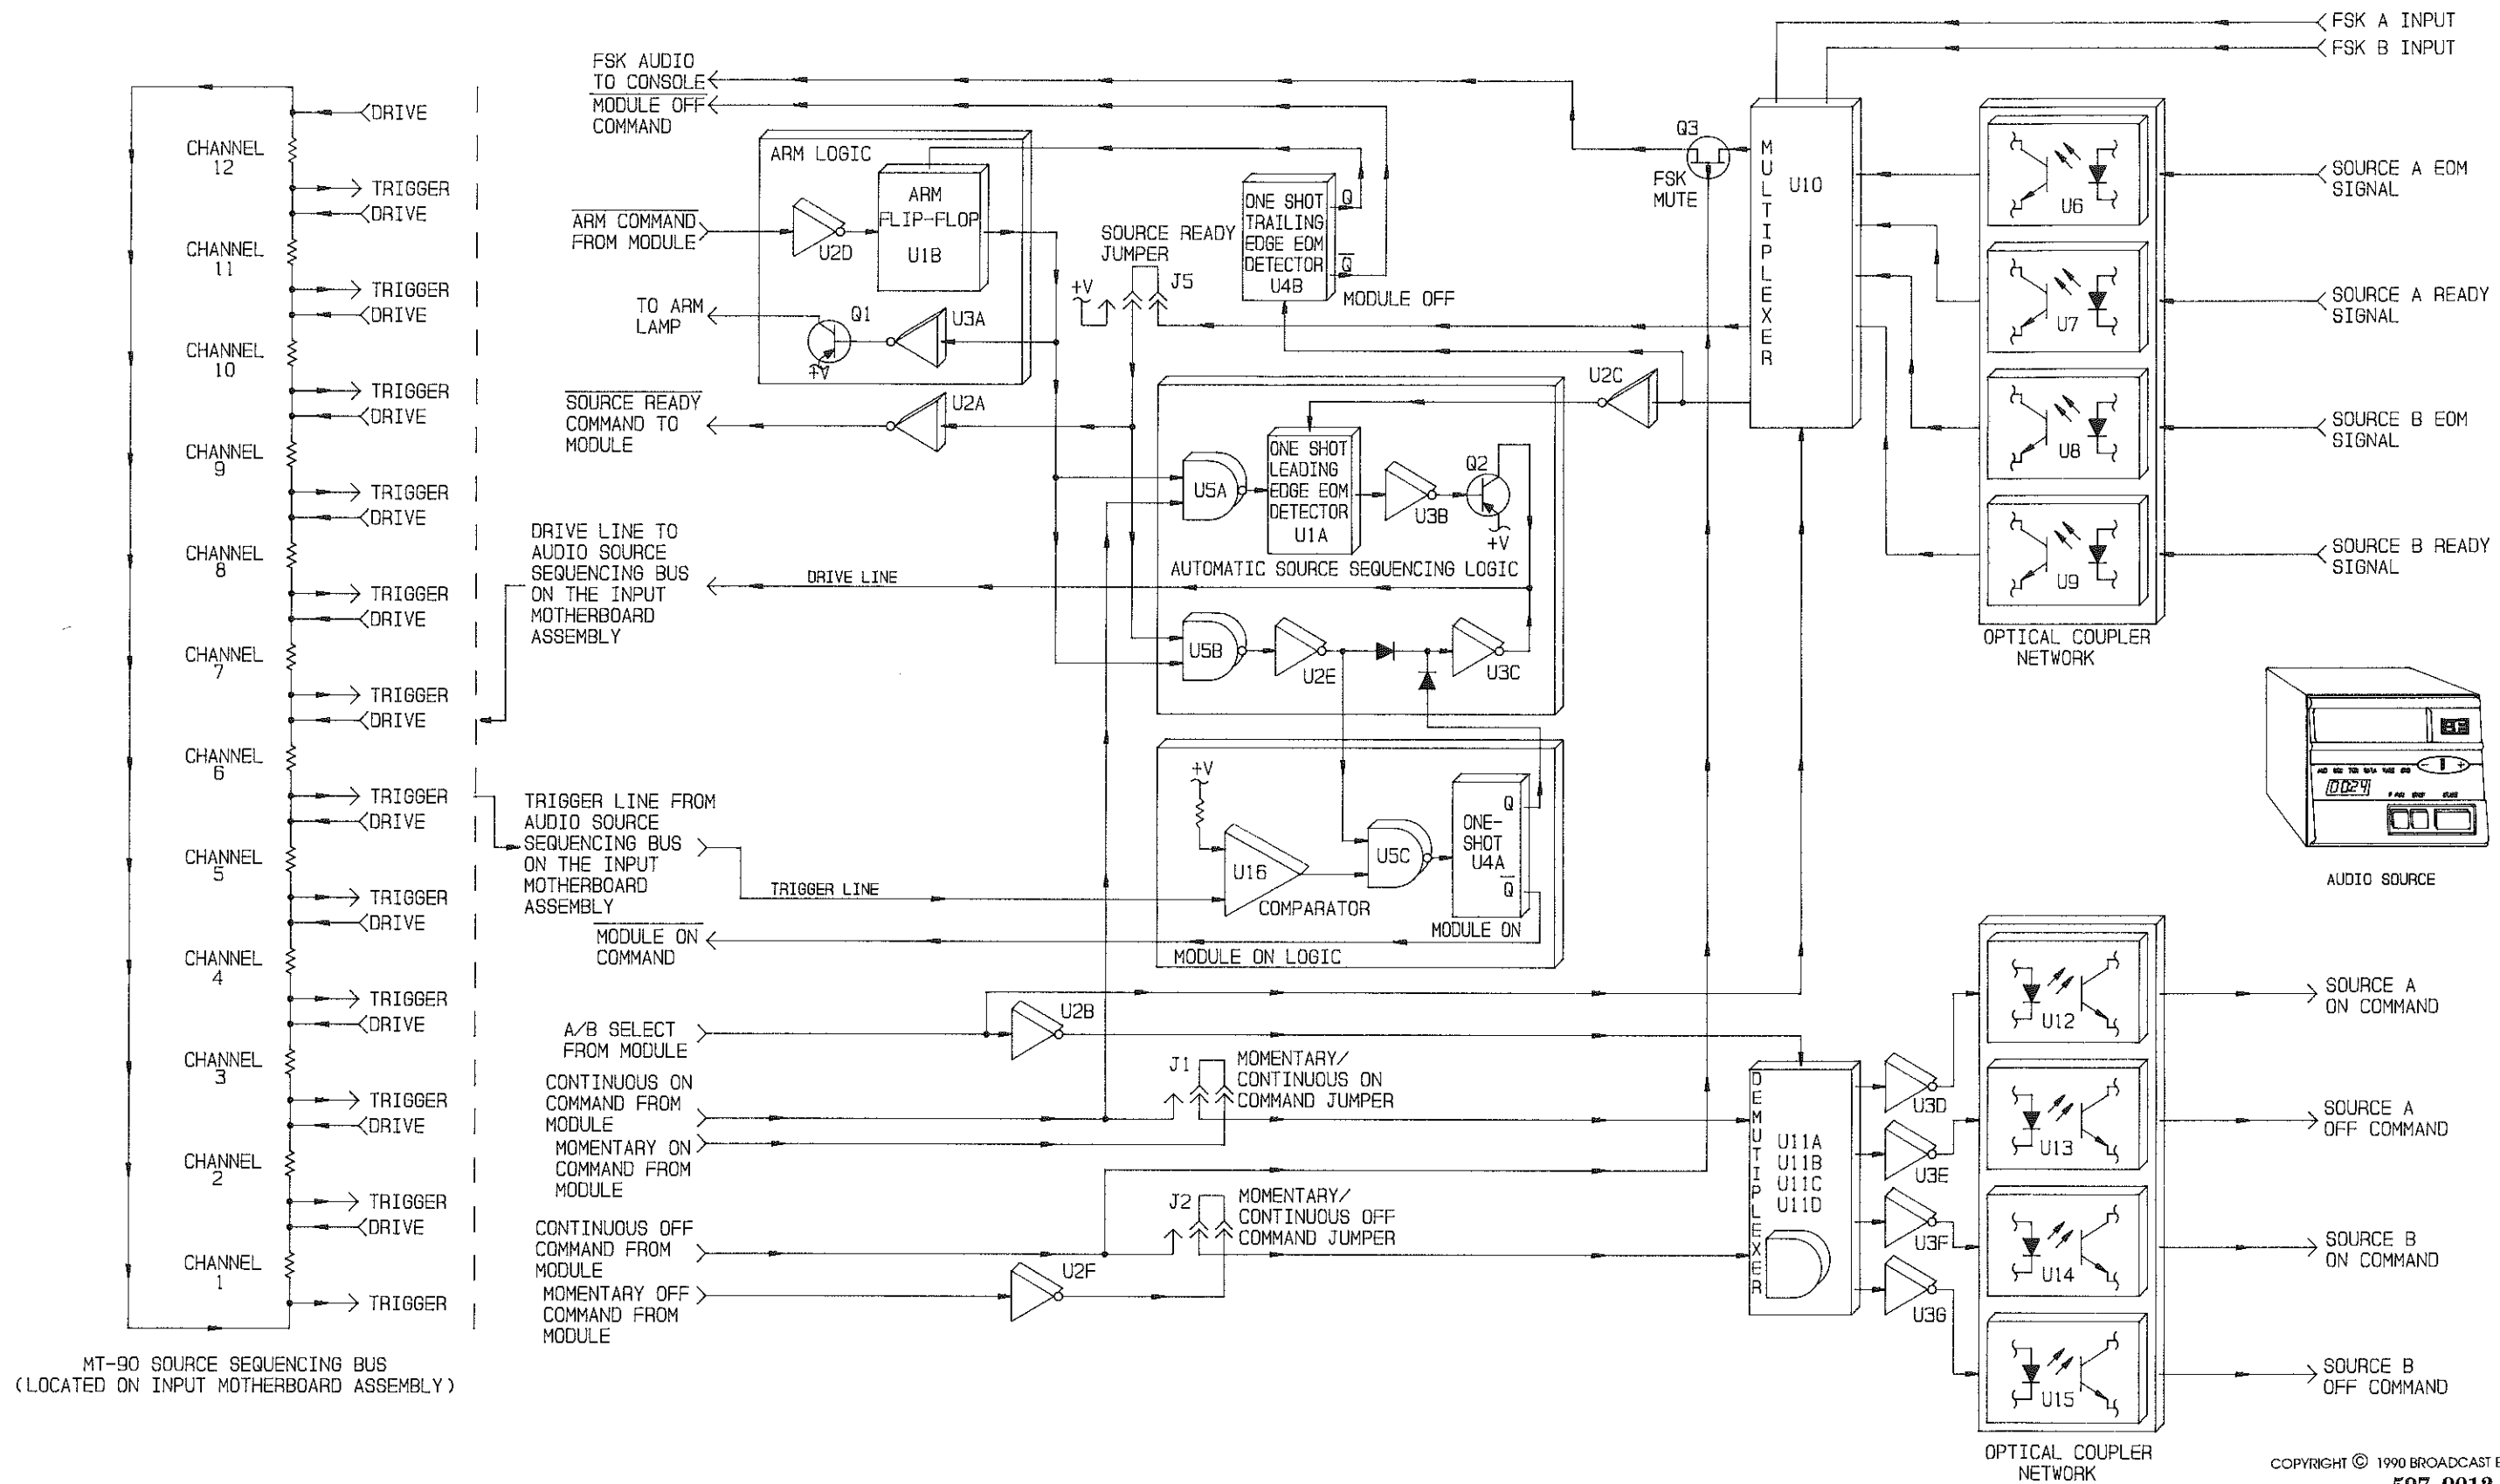 FSK A INPUT
FSK B INPUT
FSK AUDIO
TO CONSOLE
MODULE OFF
COMMAND
ARM LOGIC
ARM
FLIP-FLOP
U1B
U2D
ARM COMMAND
FROM MODULE
TO ARM
LAMP
Q1
U3A
+V
SOURCE READY
COMMAND TO
MODULE
U2A
SOURCE READY
JUMPER
J5
+V
ONE SHOT
TRAILING
EDGE EOM
DETECTOR
U4B
Q
Q
MODULE OFF
Q3
FSK
MUTE
MULTIPLEXER
U10
U2C
U6
U7
U8
U9
SOURCE A EOM
SIGNAL
SOURCE A READY
SIGNAL
SOURCE B EOM
SIGNAL
SOURCE B READY
SIGNAL
OPTICAL COUPLER
NETWORK
U5A
ONE SHOT
LEADING
EDGE EOM
DETECTOR
U1A
U3B
Q2
+V
AUTOMATIC SOURCE SEQUENCING LOGIC
U5B
U2E
U3C
DRIVE LINE TO
AUDIO SOURCE
SEQUENCING BUS
ON THE INPUT
MOTHERBOARD
ASSEMBLY
DRIVE LINE
TRIGGER LINE FROM
AUDIO SOURCE
SEQUENCING BUS
ON THE INPUT
MOTHERBOARD
ASSEMBLY
TRIGGER LINE
+V
U16
COMPARATOR
U5C
Q
ONE-
SHOT
U4A
Q
MODULE ON
MODULE ON LOGIC
MODULE ON
COMMAND
A/B SELECT
FROM MODULE
U2B
CONTINUOUS ON
COMMAND FROM
MODULE
MOMENTARY ON
COMMAND FROM
MODULE
J1
MOMENTARY/
CONTINUOUS ON
COMMAND JUMPER
CONTINUOUS OFF
COMMAND FROM
MODULE
MOMENTARY OFF
COMMAND FROM
MODULE
J2
MOMENTARY/
CONTINUOUS OFF
COMMAND JUMPER
U2F
DEMUTIPLEXER
U11A
U11B
U11C
U11D
U3D
U3E
U3F
U3G
U12
U13
U14
U15
SOURCE A
ON COMMAND
SOURCE A
OFF COMMAND
SOURCE B
ON COMMAND
SOURCE B
OFF COMMAND
OPTICAL COUPLER
NETWORK
AUDIO SOURCE
DRIVE
CHANNEL
12
TRIGGER
DRIVE
CHANNEL
11
TRIGGER
DRIVE
CHANNEL
10
TRIGGER
DRIVE
CHANNEL
9
TRIGGER
DRIVE
CHANNEL
8
TRIGGER
DRIVE
CHANNEL
7
TRIGGER
DRIVE
CHANNEL
6
TRIGGER
DRIVE
CHANNEL
5
TRIGGER
DRIVE
CHANNEL
4
TRIGGER
DRIVE
CHANNEL
3
TRIGGER
DRIVE
CHANNEL
2
TRIGGER
DRIVE
CHANNEL
1
TRIGGER
MT-90 SOURCE SEQUENCING BUS
(LOCATED ON INPUT MOTHERBOARD ASSEMBLY)
COPYRIGHT © 1990 BROADCAST